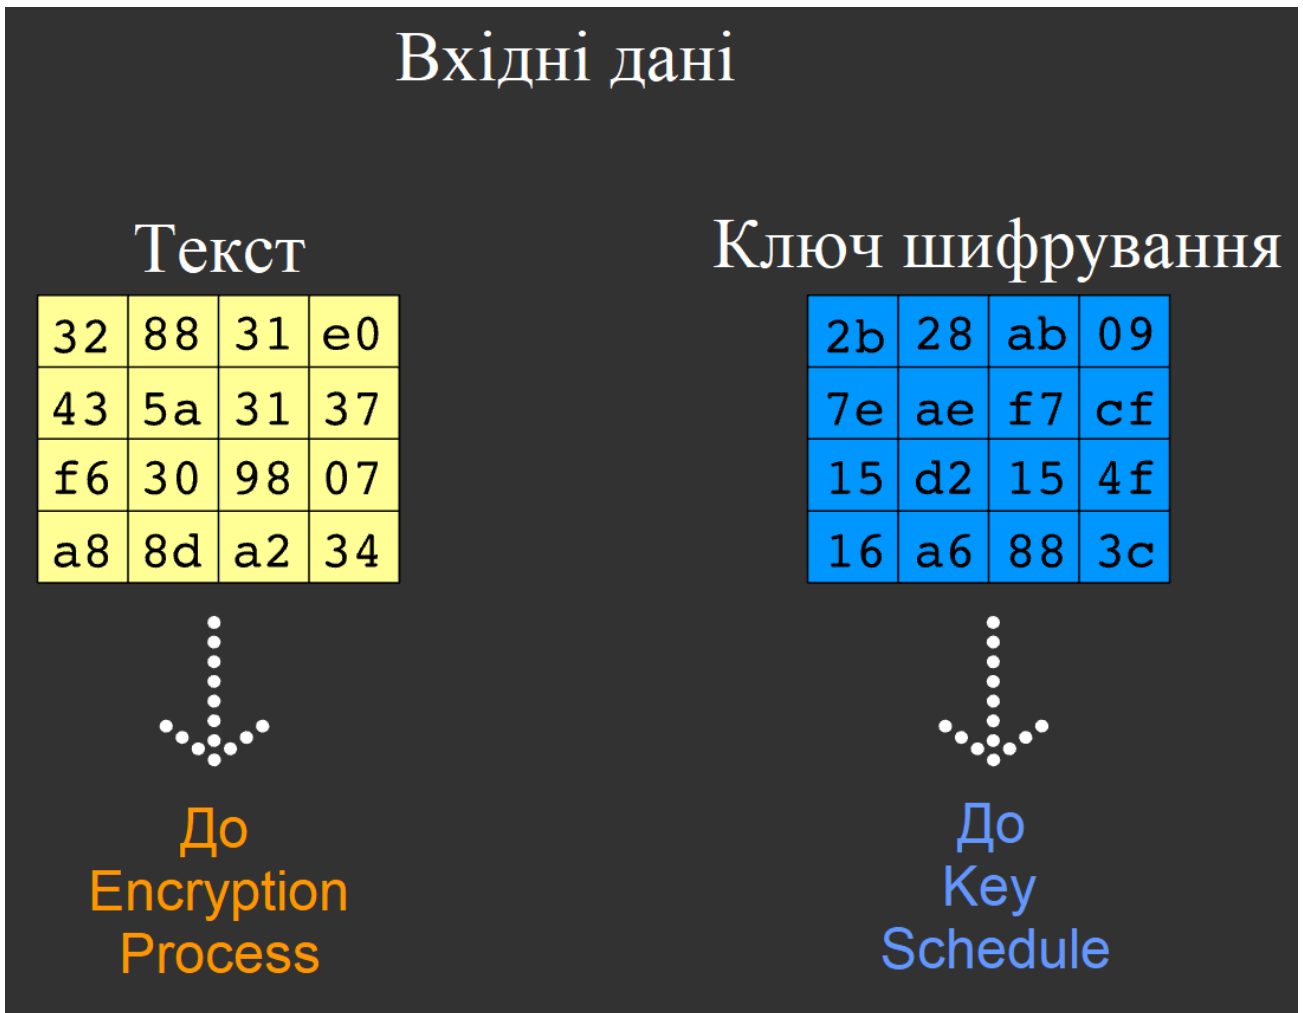 Вхідні дані
Текст
32 88 31 e0
43 5a 31 37
f6 30 98 07
a8 8d a2 34
До
Encryption
Process
Ключ шифрування
2b 28 ab 09
7e ae f7 cf
15 d2 15 4f
16 a6 88 3c
До
Key
Schedule